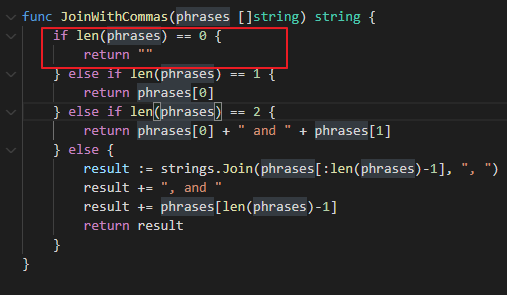 func JoinWithCommas(phrases []string) string {
    if len(phrases) == 0 {
        return ""
    } else if len(phrases) == 1 {
        return phrases[0]
    } else if len(phrases) == 2 {
        return phrases[0] + " and " + phrases[1]
    } else {
        result := strings.Join(phrases[:len(phrases)-1], ", ")
        result += ", and "
        result += phrases[len(phrases)-1]
        return result
    }
}